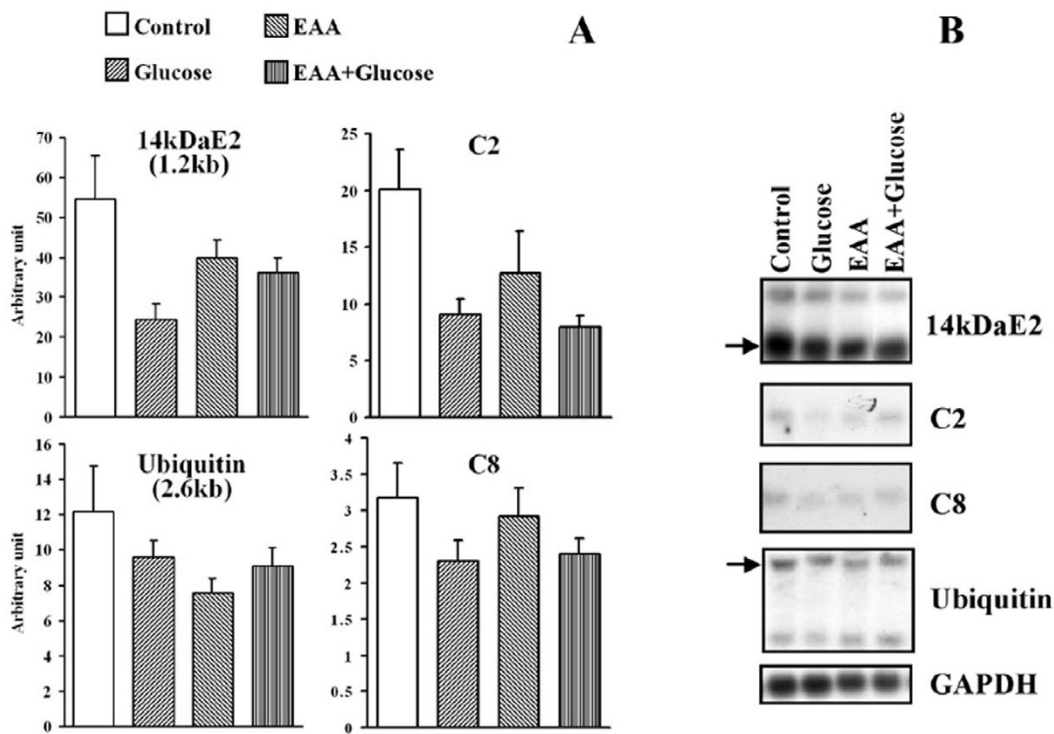 Control
EAA
Glucose
EAA+Glucose
A
B
14kDaE2
(1.2kb)
70
60
50
40
30
20
10
0
Arbitrary unit
C2
25
20
15
10
5
0
Ubiquitin
(2.6kb)
16
14
12
10
8
6
4
2
0
Arbitrary unit
C8
4
3.5
3
2.5
2
1.5
1
0.5
0
Control
Glucose
EAA
EAA+Glucose
14kDaE2
C2
C8
Ubiquitin
GAPDH